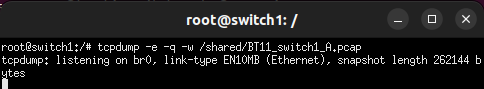 root@switch1: /
root@switch1:/# tcpdump -e -q -w /shared/BT11_switch1_A.pcap
tcpdump: listening on br0, link-type EN10MB (Ethernet), snapshot length 262144 b
ytes